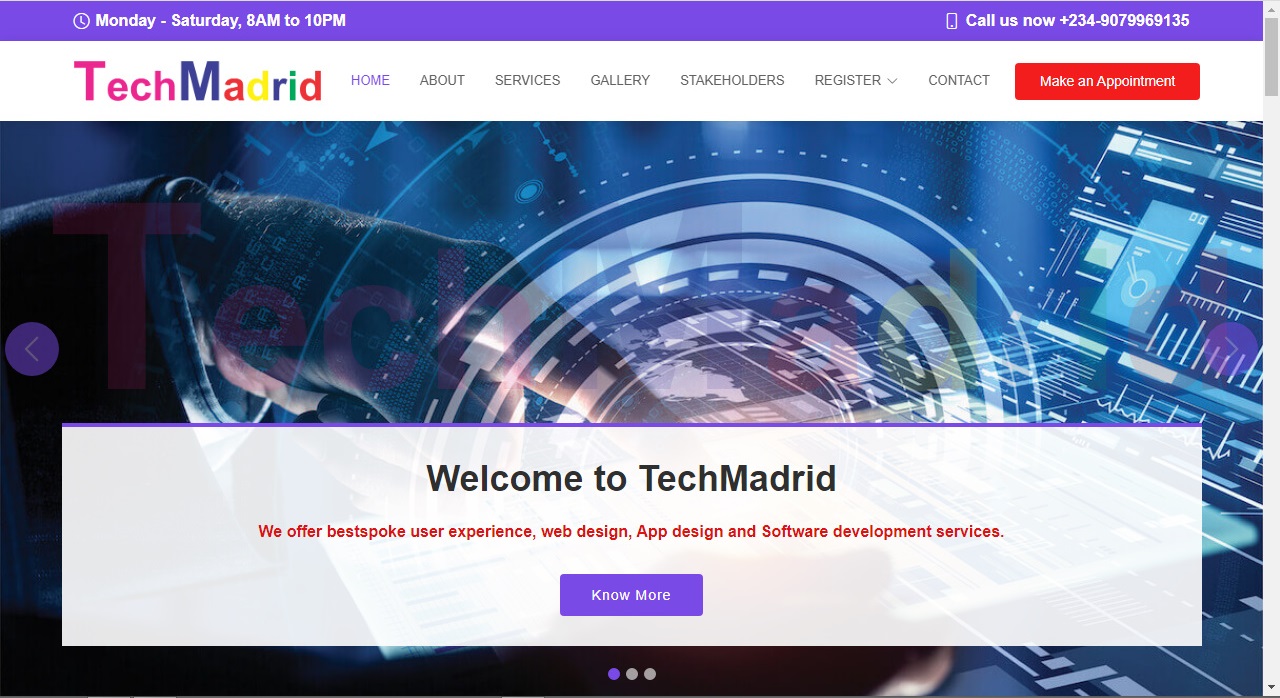 Monday - Saturday, 8AM to 10PM
Call us now +234-9079969135
TechMadrid
HOME
ABOUT
SERVICES
GALLERY
STAKEHOLDERS
REGISTER
CONTACT
Make an Appointment
TechMadrid
Welcome to TechMadrid
We offer bestspoke user experience, web design, App design and Software development services.
Know More